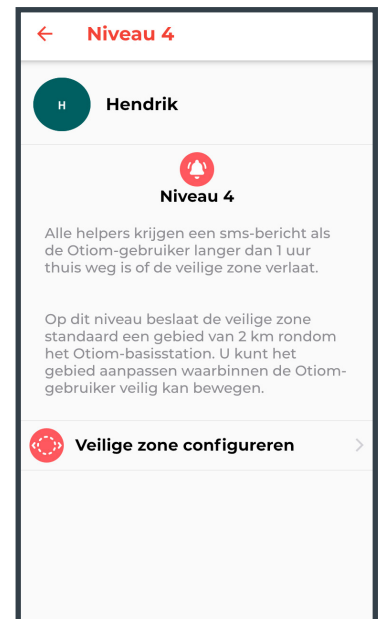 Niveau 4
H
Hendrik
Niveau 4
Alle helpers krijgen een sms-bericht als
de Otiom-gebruiker langer dan 1 uur
thuis weg is of de veilige zone verlaat.
Op dit niveau beslaat de veilige zone
standaard een gebied van 2 km rondom
het Otiom-basisstation. U kunt het
gebied aanpassen waarbinnen de Otiom-
gebruiker veilig kan bewegen.
Veilige zone configureren